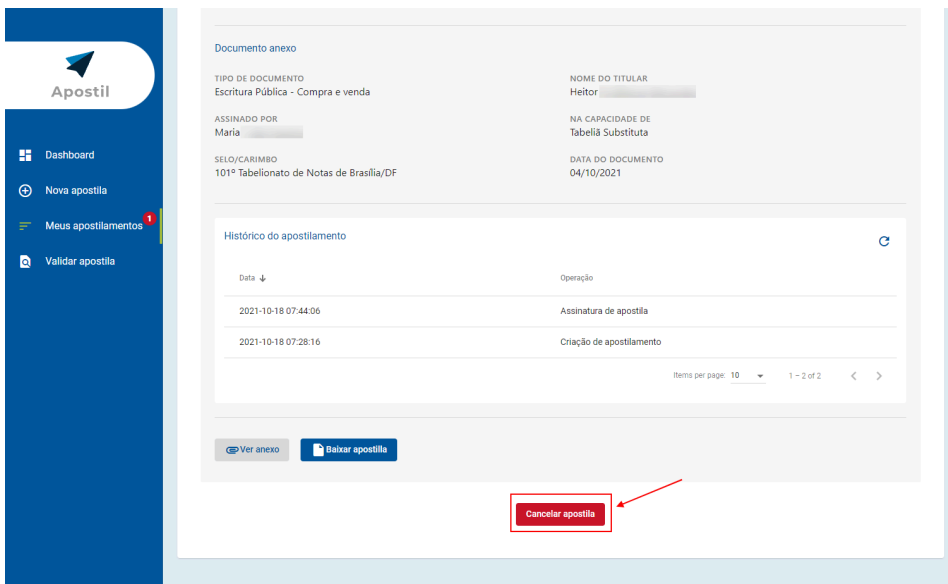 Apostil
Dashboard
Nova apostila
Meus apostilamentos 1
Validar apostila
Documento anexo
TIPO DE DOCUMENTO
Escritura Pública - Compra e venda
NOME DO TITULAR
Heitor
ASSINADO POR
Maria
NA CAPACIDADE DE
Tabeliã Substituta
SELO/CARIMBO
101º Tabelionato de Notas de Brasília/DF
DATA DO DOCUMENTO
04/10/2021
Histórico do apostilamento
Data Operação
2021-10-18 07:44:06 Assinatura de apostila
2021-10-18 07:28:16 Criação de apostilamento
Items per page: 10 1 – 2 of 2
Ver anexo Baixar apostilla
Cancelar apostila